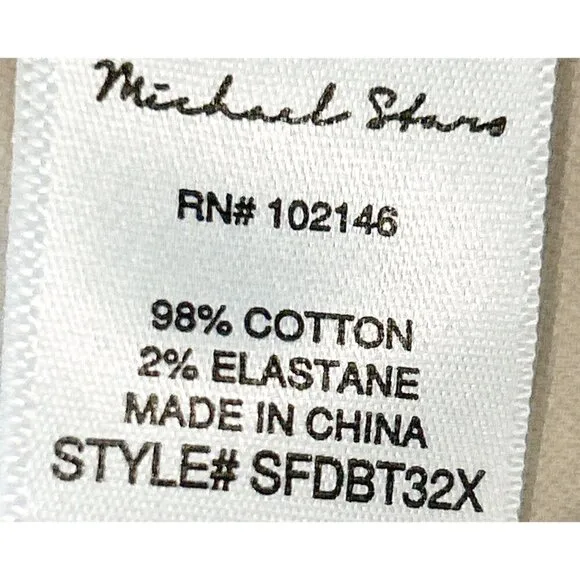 Michael Stars
RN# 102146
98% COTTON
2% ELASTANE
MADE IN CHINA
STYLE# SFDBT32X